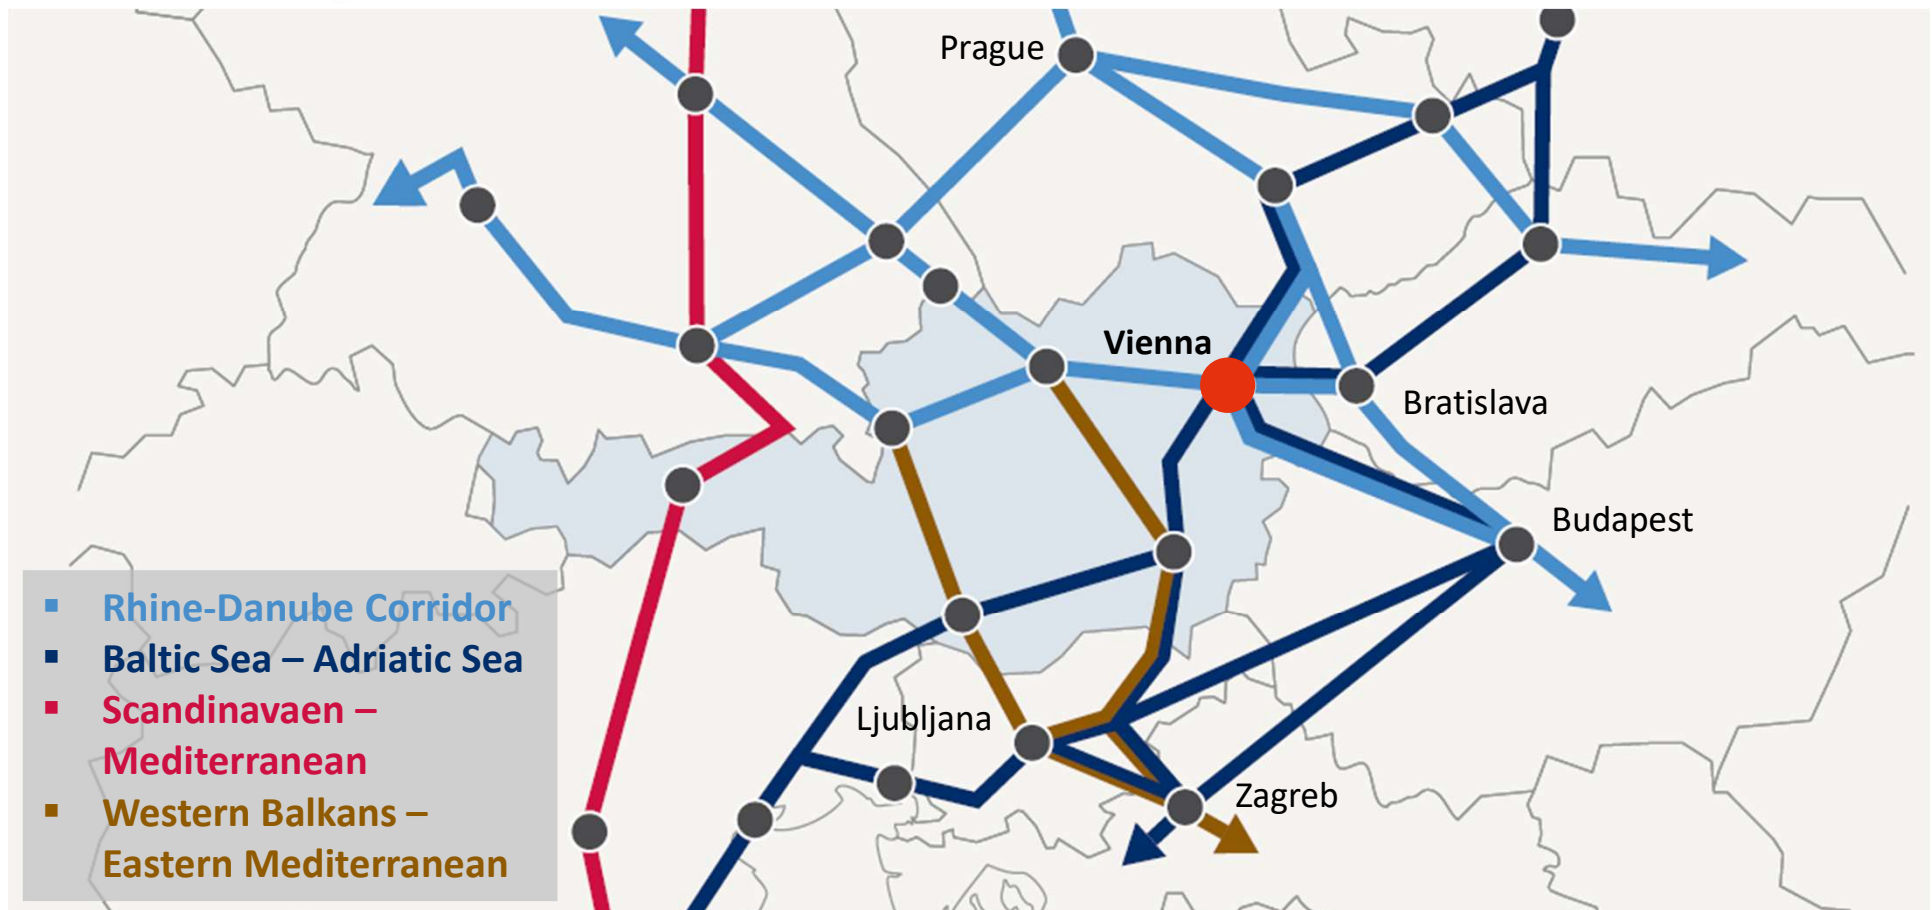 Prague
Vienna
Bratislava
Budapest
Ljubljana
Zagreb
▪ Rhine-Danube Corridor
▪ Baltic Sea – Adriatic Sea
▪ Scandinavaen –
Mediterranean
▪ Western Balkans –
Eastern Mediterranean